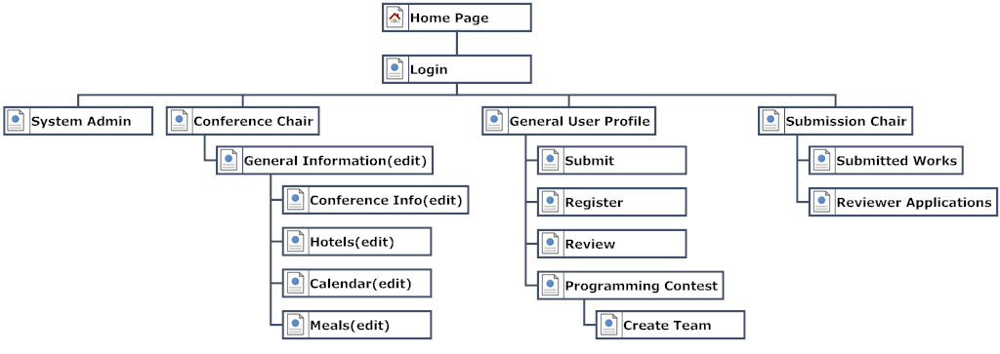 Home Page
Login
System Admin
Conference Chair
General User Profile
Submission Chair
General Information(edit)
Submit
Submitted Works
Conference Info(edit)
Register
Reviewer Applications
Hotels(edit)
Review
Calendar(edit)
Programming Contest
Meals(edit)
Create Team